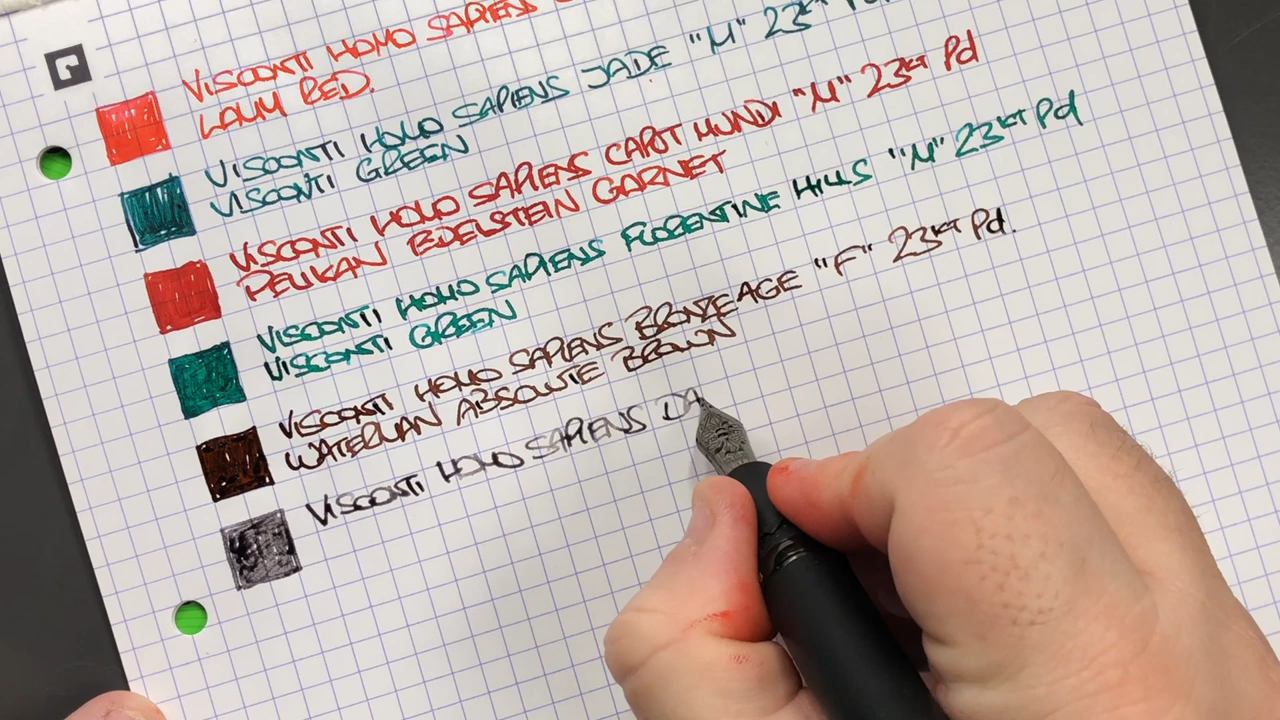 VISCONTI HOMO SAPIENS
LAMY RED.
VISCONTI HOMO SAPIENS JADE "M" 23KT Pd
VISCONTI GREEN
VISCONTI HOMO SAPIENS CAPUT MUNDI "M" 23KT Pd
PELIKAN EDELSTEIN GARNET
VISCONTI HOMO SAPIENS FLORENTINE HILLS "M" 23KT Pd
VISCONTI GREEN
VISCONTI HOMO SAPIENS BRONZE AGE "F" 23KT Pd.
WATERMAN ABSOLUTE BROWN
VISCONTI HOMO SAPIENS DA